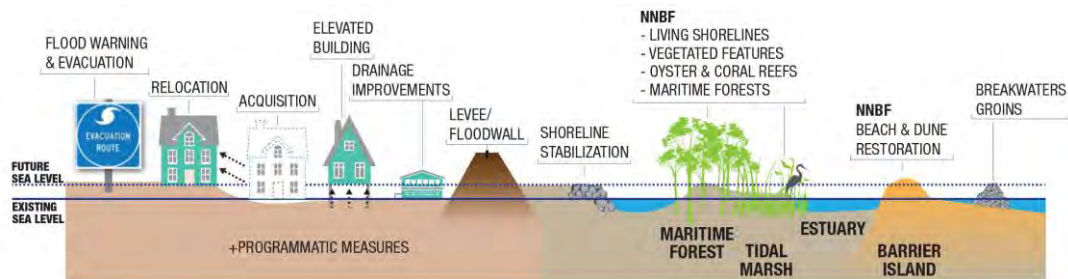 FLOOD WARNING
& EVACUATION
EVACUATION
ROUTE
RELOCATION
ACQUISITION
ELEVATED
BUILDING
DRAINAGE
IMPROVEMENTS
LEVEE/
FLOODWALL
SHORELINE
STABILIZATION
NNBF
- LIVING SHORELINES
- VEGETATED FEATURES
- OYSTER & CORAL REEFS
- MARITIME FORESTS
NNBF
BEACH & DUNE
RESTORATION
BREAKWATERS
GROINS
FUTURE
SEA LEVEL
EXISTING
SEA LEVEL
+PROGRAMMATIC MEASURES
MARITIME
FOREST
TIDAL
MARSH
ESTUARY
BARRIER
ISLAND